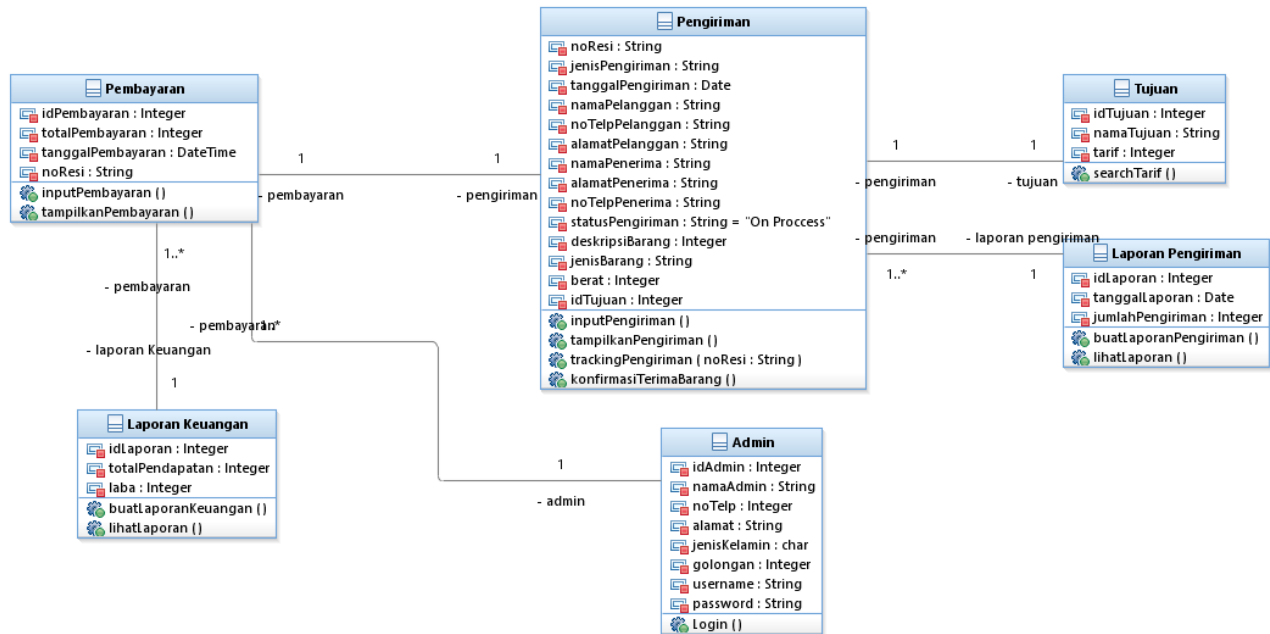 Pengiriman
noResi : String
jenisPengiriman : String
tanggalPengiriman : Date
namaPelanggan : String
noTelpPelanggan : String
alamatPelanggan : String
namaPenerima : String
alamatPenerima : String
noTelpPenerima : String
statusPengiriman : String = "On Proccess"
deskripsiBarang : Integer
jenisBarang : String
berat : Integer
idTujuan : Integer
inputPengiriman ()
tampilkanPengiriman ()
trackingPengiriman ( noResi : String )
konfirmasiTerimaBarang ()
Pembayaran
idPembayaran : Integer
totalPembayaran : Integer
tanggalPembayaran : DateTime
noResi : String
inputPembayaran ()
tampilkanPembayaran ()
1
1
- pembayaran
- pengiriman
Tujuan
idTujuan : Integer
namaTujuan : String
tarif : Integer
searchTarif ()
1
1
- pengiriman
- tujuan
- pengiriman
- laporan pengiriman
1..*
1
Laporan Pengiriman
idLaporan : Integer
tanggalLaporan : Date
jumlahPengiriman : Integer
buatLaporanPengiriman ()
lihatLaporan ()
1..*
- pembayaran
- pembayaran
1..*
- laporan Keuangan
1
Laporan Keuangan
idLaporan : Integer
totalPendapatan : Integer
laba : Integer
buatLaporanKeuangan ()
lihatLaporan ()
1
- admin
Admin
idAdmin : Integer
namaAdmin : String
noTelp : Integer
alamat : String
jenisKelamin : char
golongan : Integer
username : String
password : String
Login ()